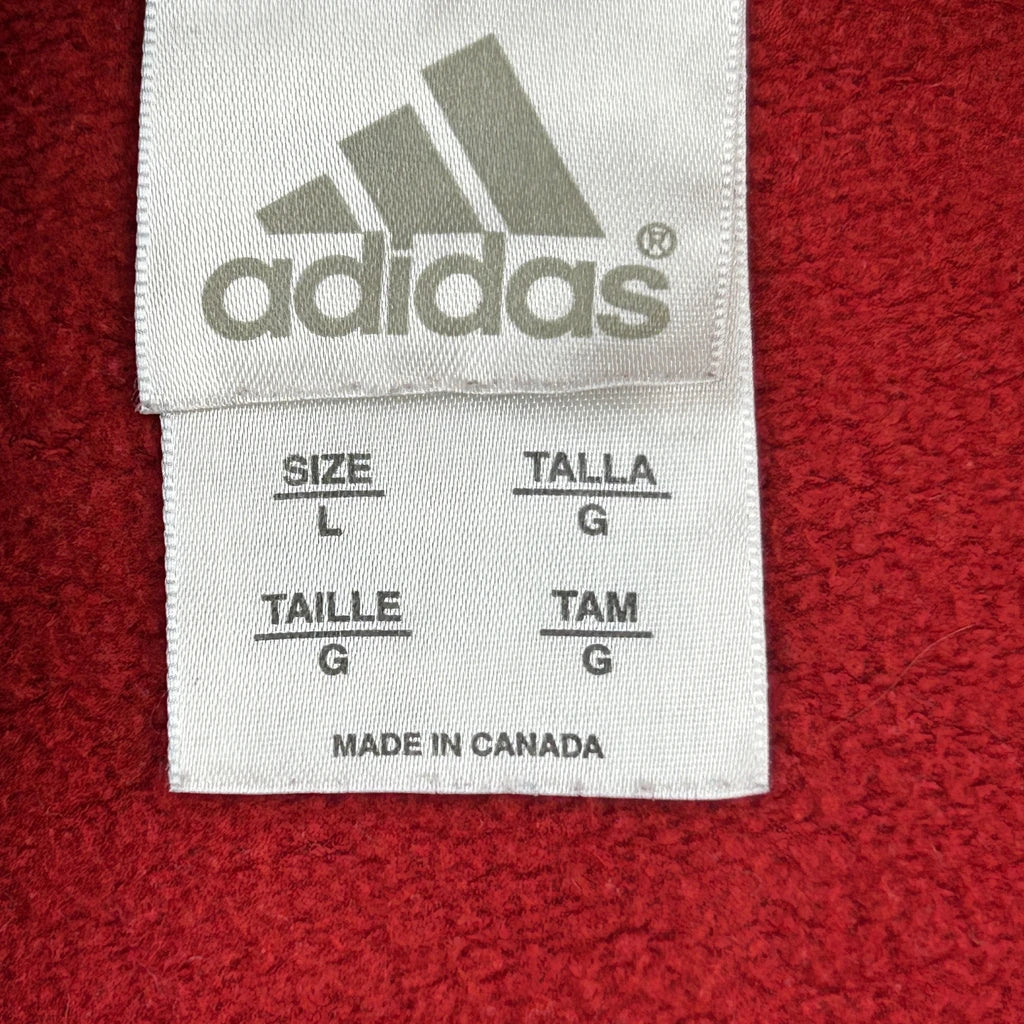 adidas®
SIZE TALLA
L G
TAILLE TAM
G G
MADE IN CANADA